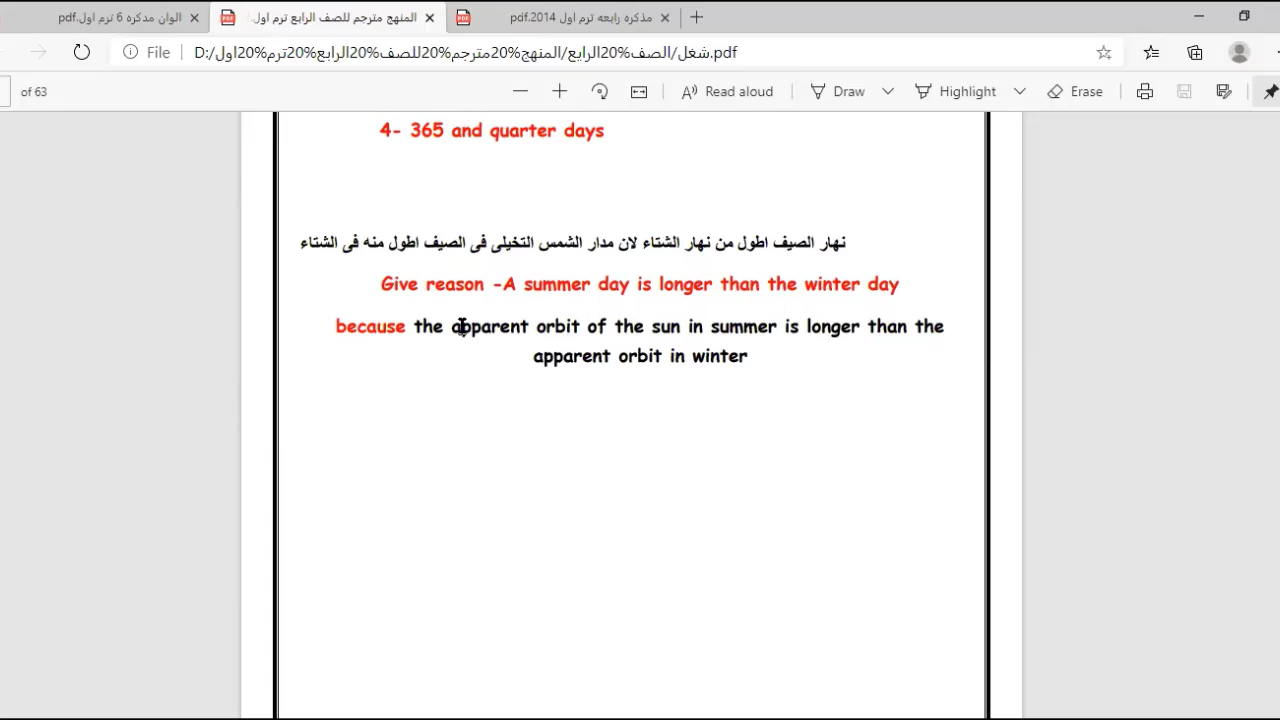 الوان مذكره 6 ترم اول.pdf
المنهج مترجم للصف الرابع ترم اول.
مذكره رابعه ترم اول 2014.pdf
File
D:/شغل/الصف%20الرابع/المنهج%20مترجم%20للصف%20الرابع%20ترم%20اول.pdf
of 63
Read aloud
Draw
Highlight
Erase
4- 365 and quarter days
نهار الصيف اطول من نهار الشتاء لان مدار الشمس التخيلى فى الصيف اطول منه فى الشتاء
Give reason -A summer day is longer than the winter day
because the apparent orbit of the sun in summer is longer than the
apparent orbit in winter